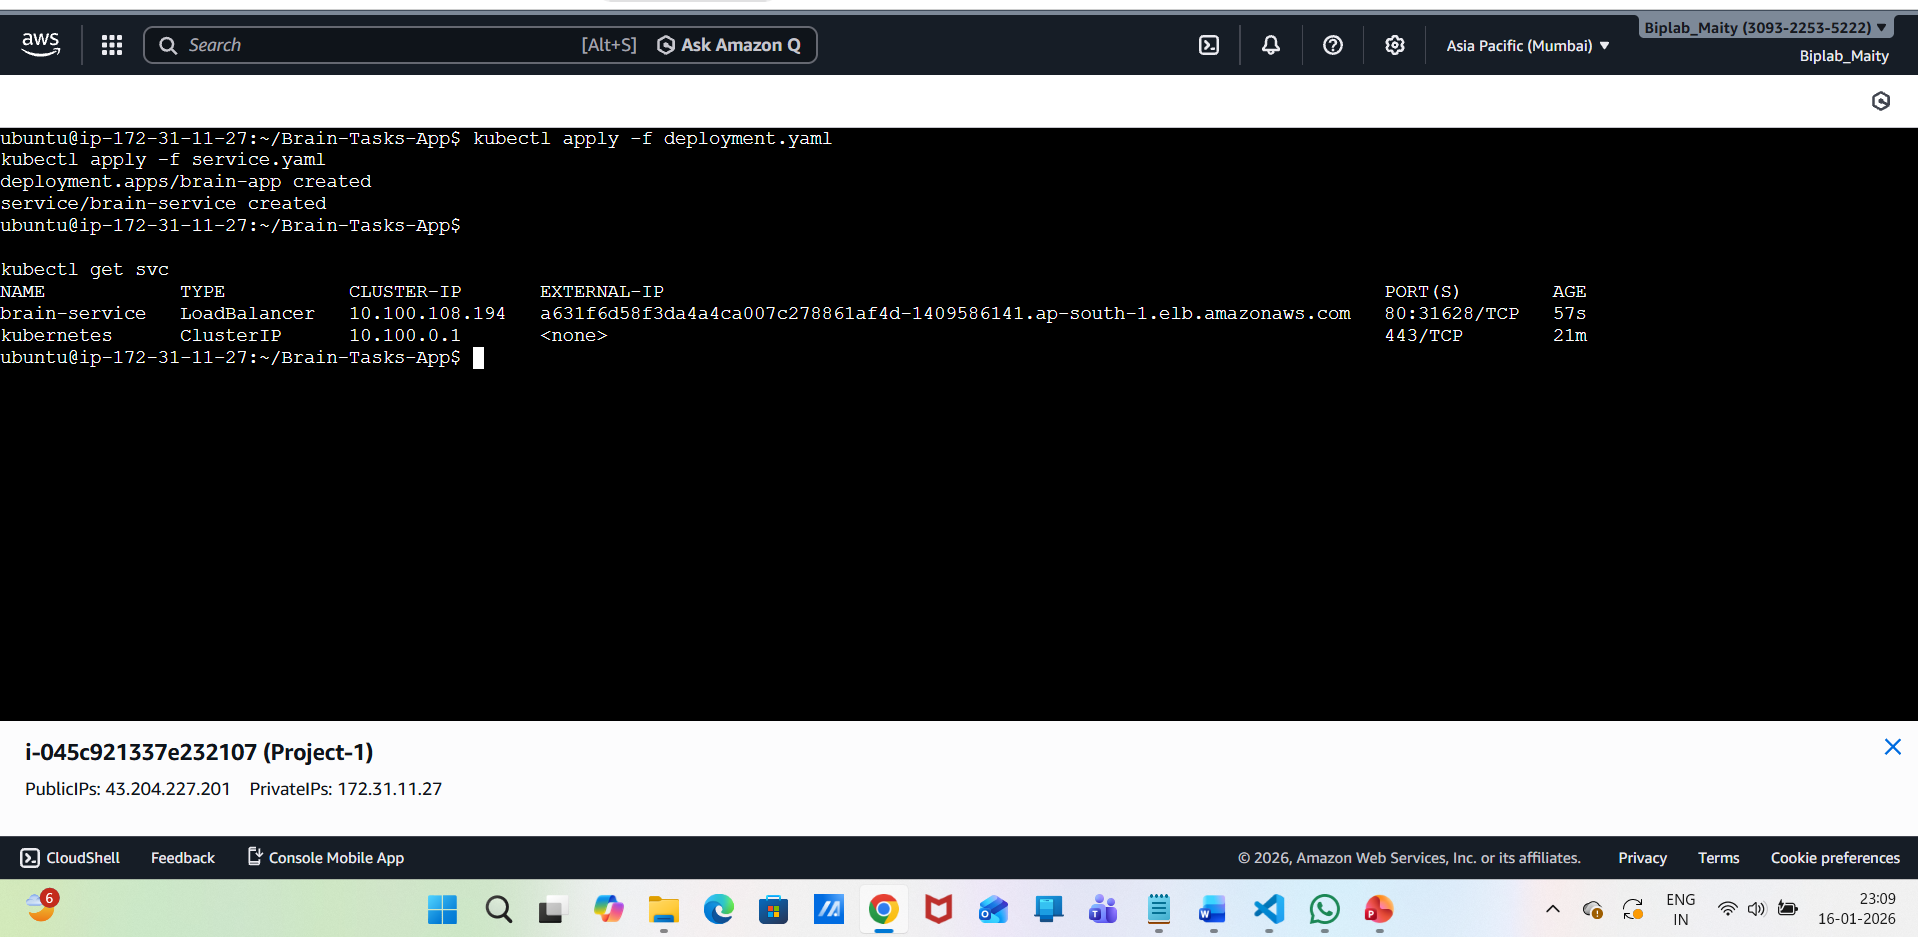 aws
Search [Alt+S] Ask Amazon Q
Asia Pacific (Mumbai) ▼
Biplab_Maity (3093-2253-5222) ▼
Biplab_Maity
ubuntu@ip-172-31-11-27:~/Brain-Tasks-App$ kubectl apply -f deployment.yaml
kubectl apply -f service.yaml
deployment.apps/brain-app created
service/brain-service created
ubuntu@ip-172-31-11-27:~/Brain-Tasks-App$
kubectl get svc
NAME TYPE CLUSTER-IP EXTERNAL-IP PORT(S) AGE
brain-service LoadBalancer 10.100.108.194 a631f6d58f3da4a4ca007c278861af4d-1409586141.ap-south-1.elb.amazonaws.com 80:31628/TCP 57s
kubernetes ClusterIP 10.100.0.1 <none> 443/TCP 21m
ubuntu@ip-172-31-11-27:~/Brain-Tasks-App$
i-045c921337e232107 (Project-1)
PublicIPs: 43.204.227.201 PrivateIPs: 172.31.11.27
CloudShell Feedback Console Mobile App © 2026, Amazon Web Services, Inc. or its affiliates. Privacy Terms Cookie preferences
6
ENG
IN
23:09
16-01-2026